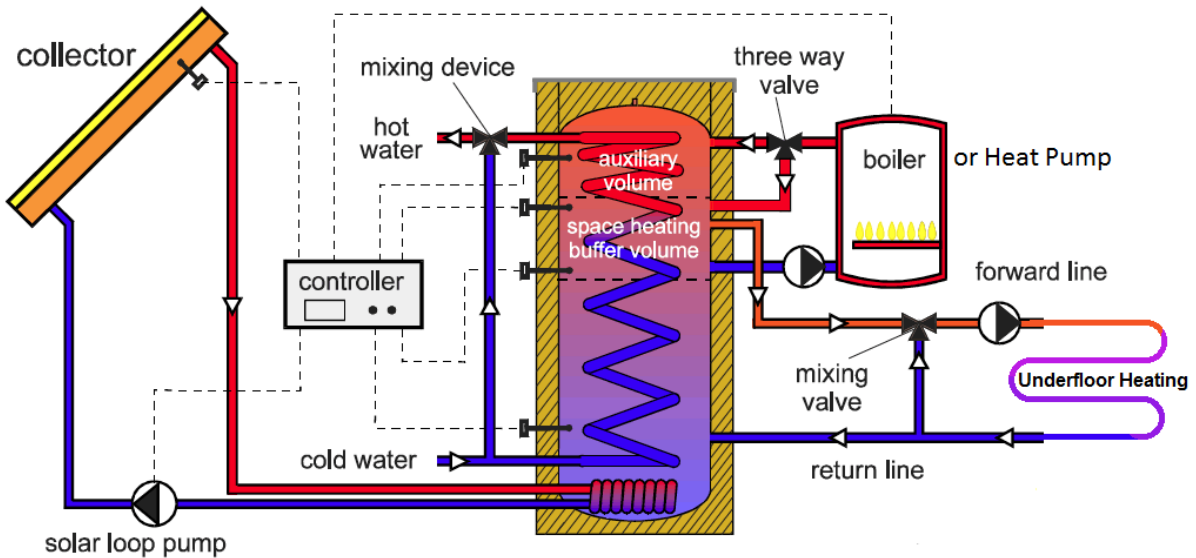 collector
mixing device
three way
valve
hot
water
auxiliary
volume
boiler
or Heat Pump
space heating
buffer volume
controller
forward line
mixing
valve
Underfloor Heating
cold water
return line
solar loop pump